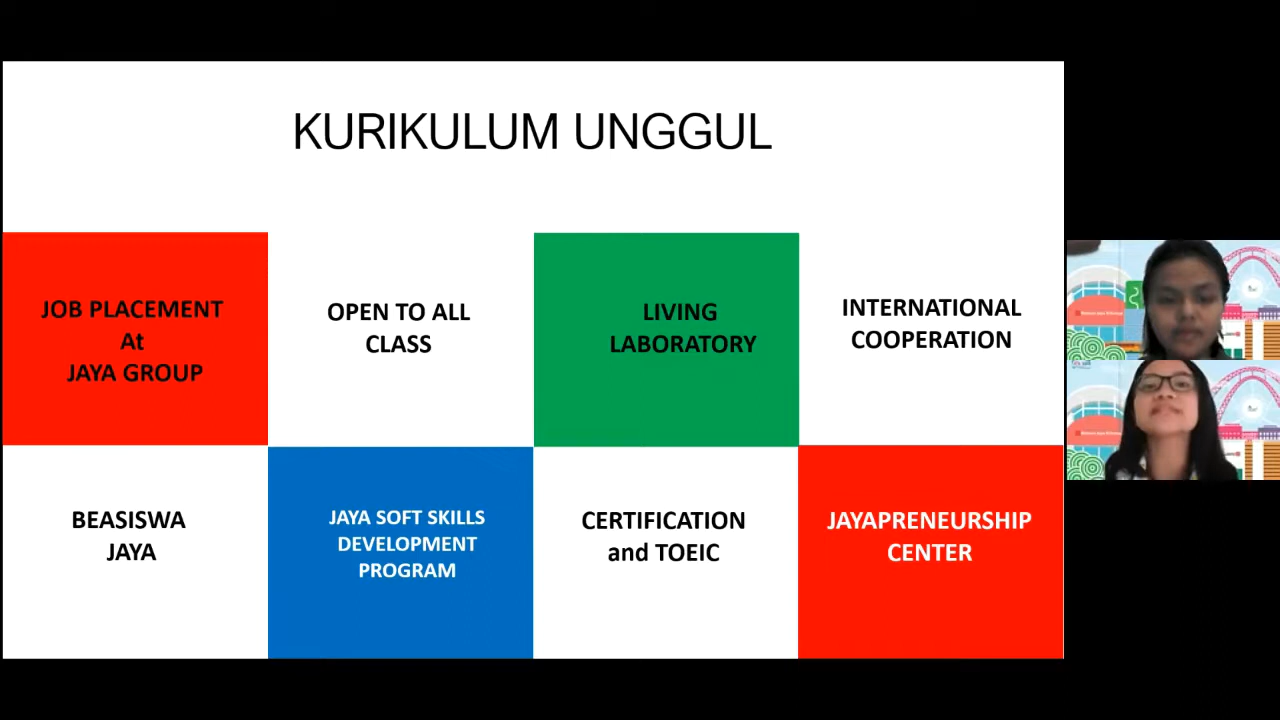 KURIKULUM UNGGUL
JOB PLACEMENT
At
JAYA GROUP
OPEN TO ALL
CLASS
LIVING
LABORATORY
INTERNATIONAL
COOPERATION
BEASISWA
JAYA
JAYA SOFT SKILLS
DEVELOPMENT
PROGRAM
CERTIFICATION
and TOEIC
JAYAPRENEURSHIP
CENTER